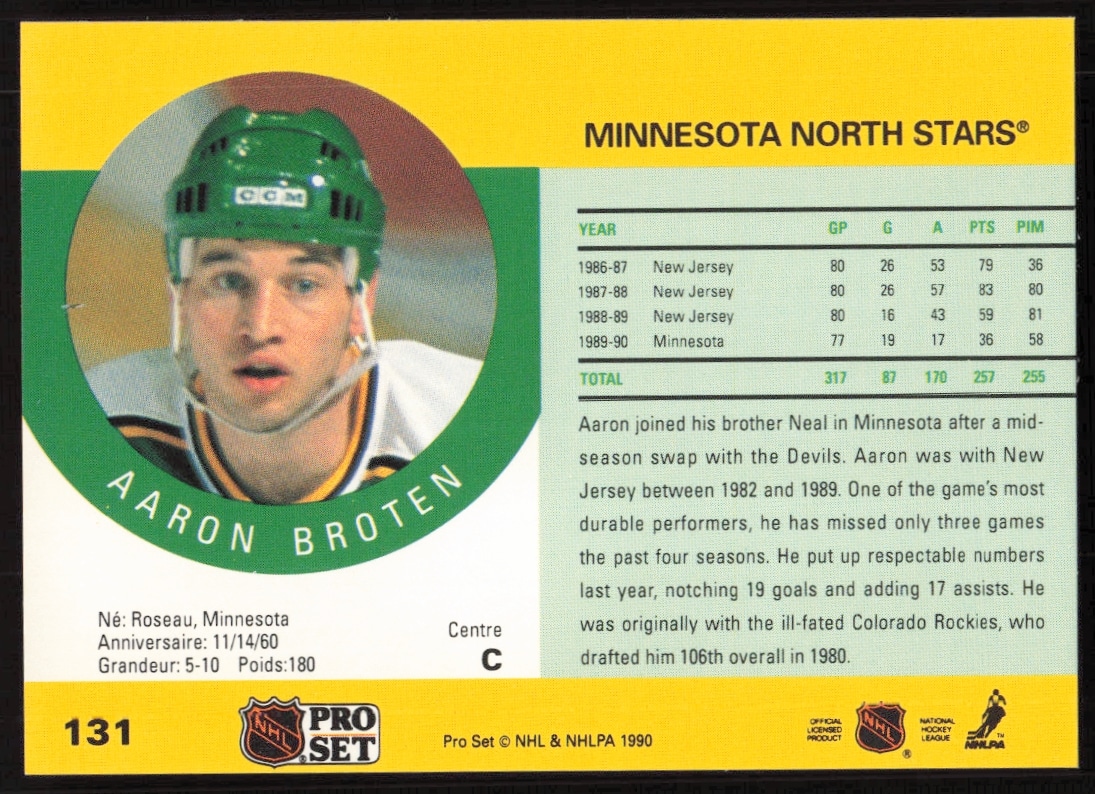 MINNESOTA NORTH STARS®
CCM
AARON BROTEN
YEAR GP G A PTS PIM
1986-87 New Jersey 80 26 53 79 36
1987-88 New Jersey 80 26 57 83 80
1988-89 New Jersey 80 16 43 59 81
1989-90 Minnesota 77 19 17 36 58
TOTAL 317 87 170 257 255
Aaron joined his brother Neal in Minnesota after a mid-
season swap with the Devils. Aaron was with New
Jersey between 1982 and 1989. One of the game's most
durable performers, he has missed only three games
the past four seasons. He put up respectable numbers
last year, notching 19 goals and adding 17 assists. He
was originally with the ill-fated Colorado Rockies, who
drafted him 106th overall in 1980.
Né: Roseau, Minnesota
Anniversaire: 11/14/60
Grandeur: 5-10 Poids:180
Centre
C
131
NHL
PRO
SET
®
Pro Set © NHL & NHLPA 1990
OFFICIAL
LICENSED
PRODUCT
NHL
®
NATIONAL
HOCKEY
LEAGUE
NHLPA
TM